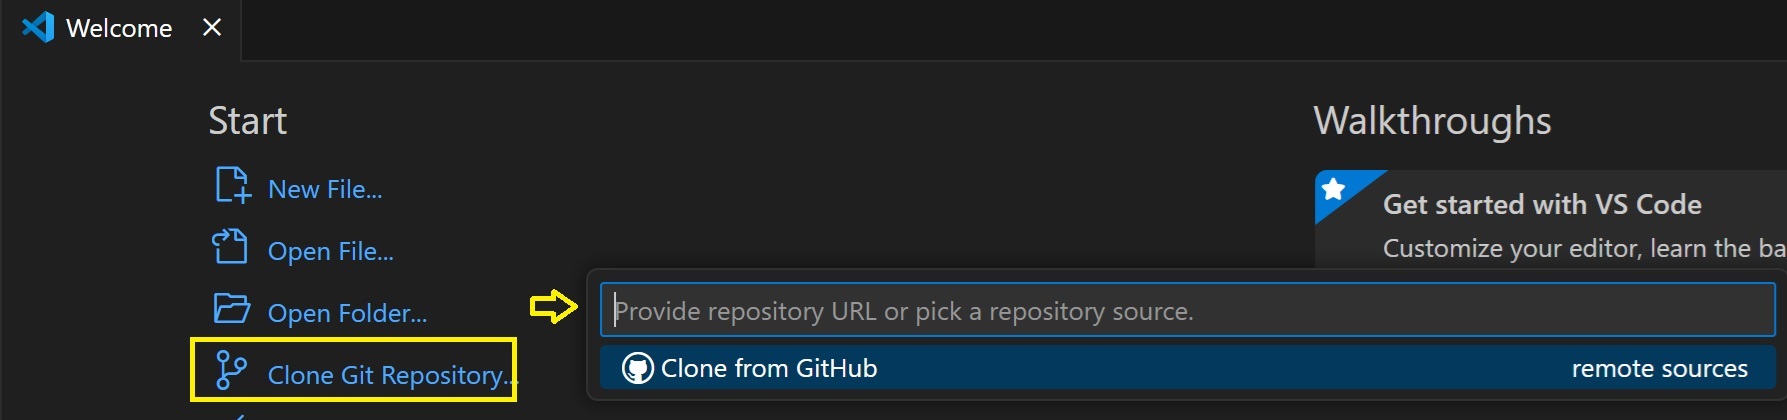 Welcome
Start
New File...
Open File...
Open Folder...
Clone Git Repository...
Walkthroughs
Get started with VS Code
Customize your editor, learn the ba
Provide repository URL or pick a repository source.
Clone from GitHub
remote sources